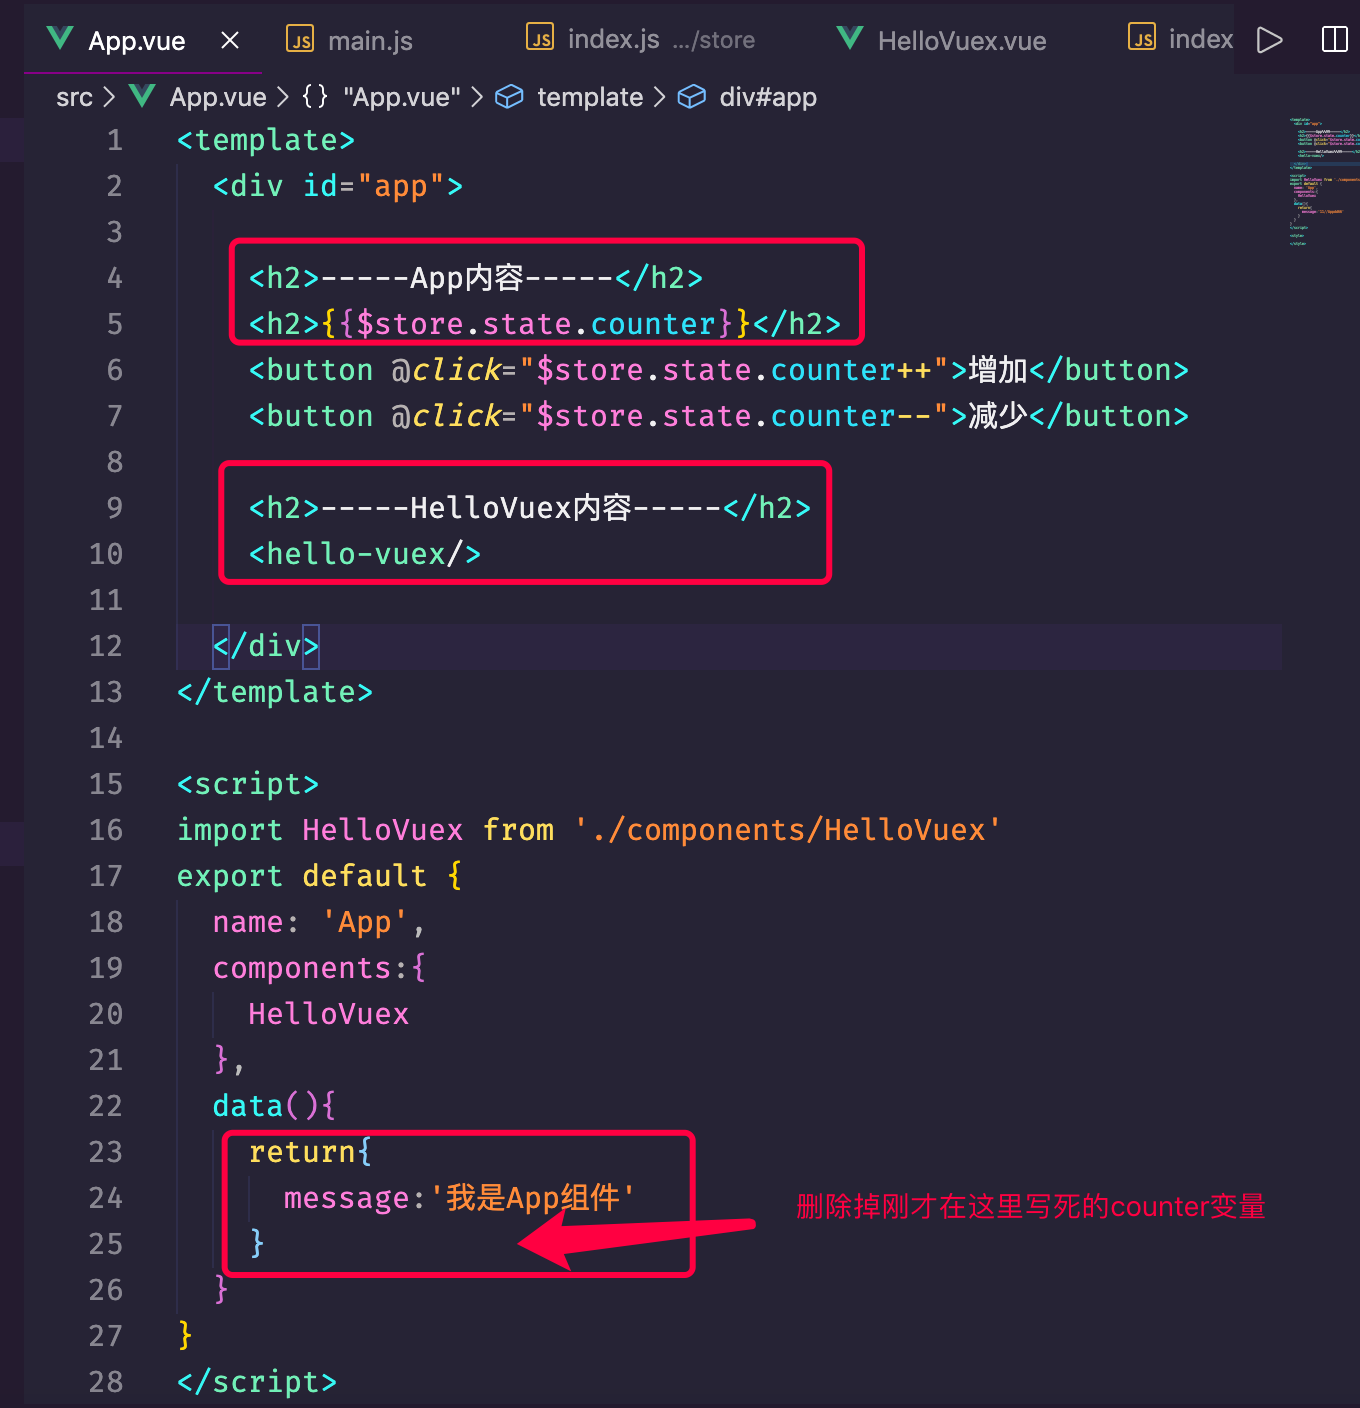 App.vue × JS main.js JS index.js .../store HelloVuex.vue JS index
src > App.vue > {} "App.vue" > template > div#app
1 <template>
2 <div id="app">
3
4 <h2>-----App内容-----</h2>
5 <h2>{{$store.state.counter}}</h2>
6 <button @click="$store.state.counter++">增加</button>
7 <button @click="$store.state.counter--">减少</button>
8
9 <h2>-----HelloVuex内容-----</h2>
10 <hello-vuex/>
11
12 </div>
13 </template>
14
15 <script>
16 import HelloVuex from './components/HelloVuex'
17 export default {
18 name: 'App',
19 components:{
20 HelloVuex
21 },
22 data(){
23 return{
24 message:'我是App组件'
删除掉刚才在这里写死的counter变量
25 }
26 }
27 }
28 </script>